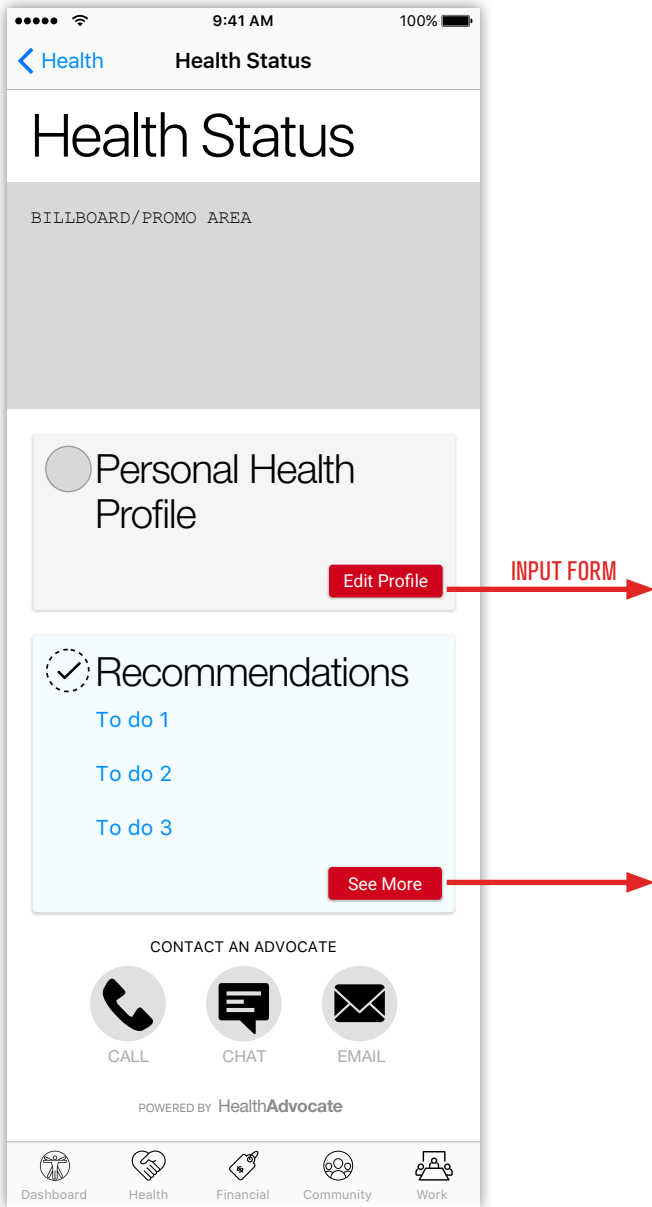 9:41 AM 100%
Health Health Status
Health Status
BILLBOARD/PROMO AREA
Personal Health
Profile
Edit Profile
INPUT FORM
Recommendations
To do 1
To do 2
To do 3
See More
CONTACT AN ADVOCATE
CALL CHAT EMAIL
POWERED BY HealthAdvocate
Dashboard Health Financial Community Work